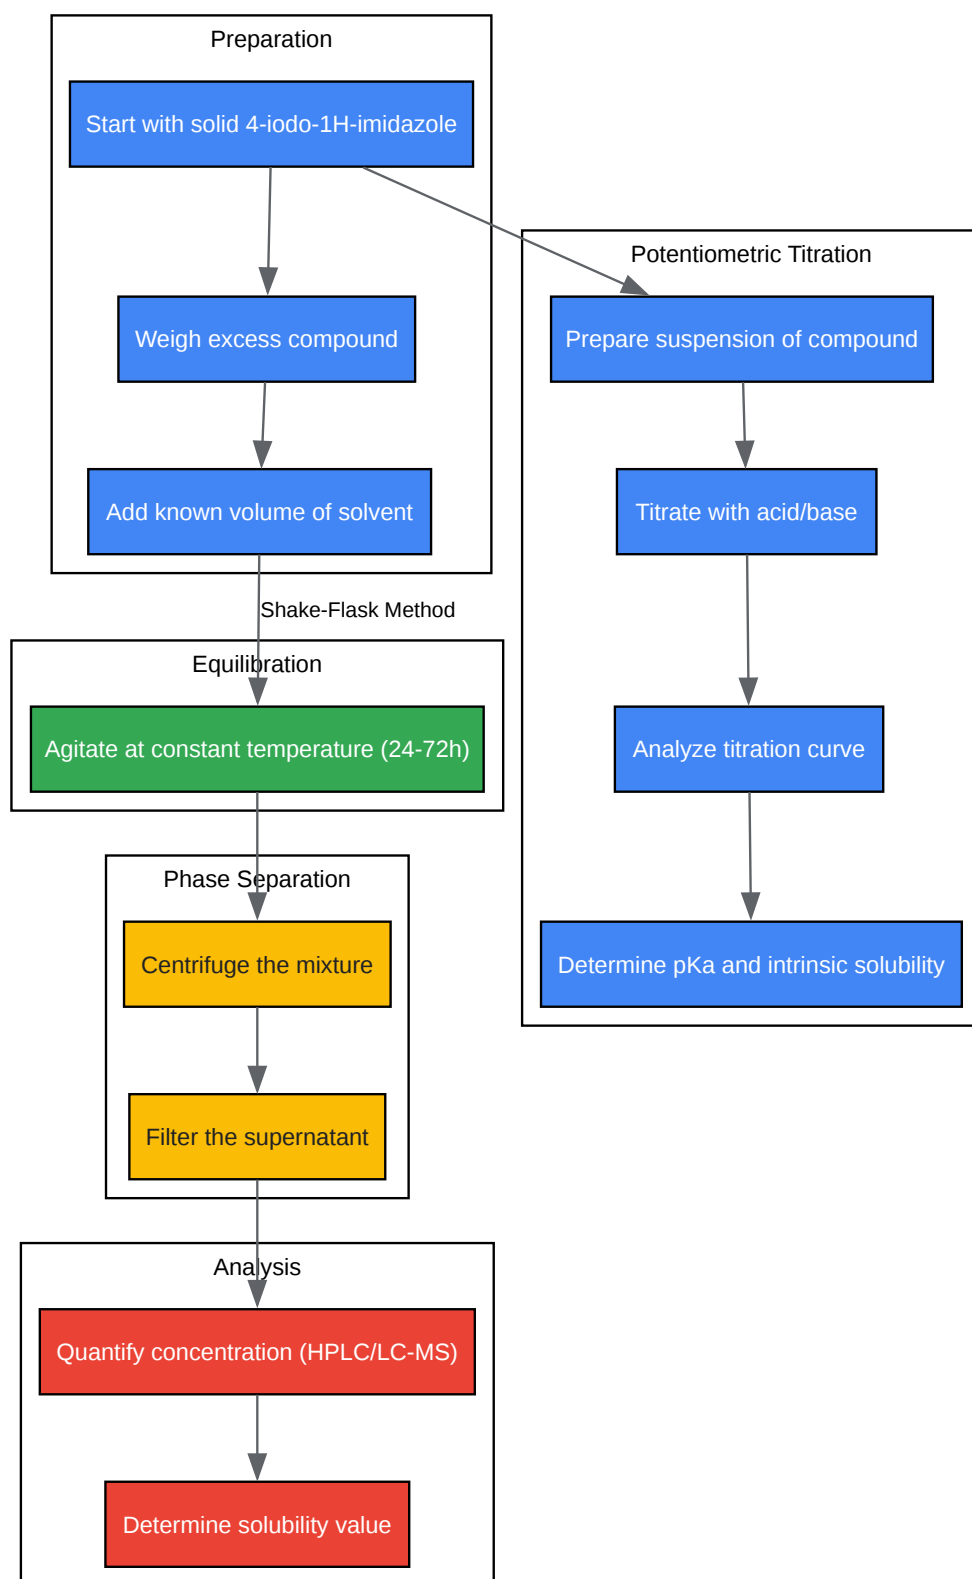 Preparation
Start with solid 4-iodo-1H-imidazole
Weigh excess compound
Add known volume of solvent
Shake-Flask Method
Equilibration
Agitate at constant temperature (24-72h)
Phase Separation
Centrifuge the mixture
Filter the supernatant
Analysis
Quantify concentration (HPLC/LC-MS)
Determine solubility value
Potentiometric Titration
Prepare suspension of compound
Titrate with acid/base
Analyze titration curve
Determine pKa and intrinsic solubility